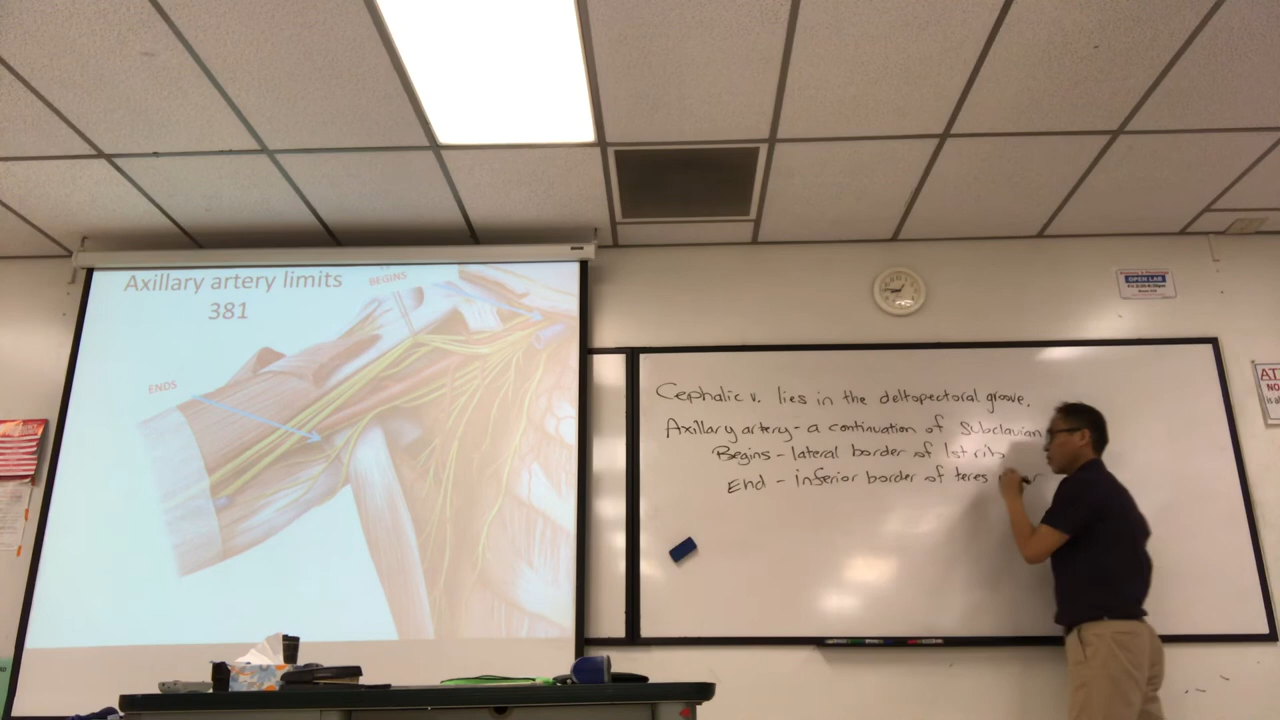 Axillary artery limits
381
BEGINS
ENDS
Cephalic v. lies in the deltopectoral groove.
Axillary artery - a continuation of Subclavian
Begins - lateral border of 1st rib
End - inferior border of teres
OPEN LAB